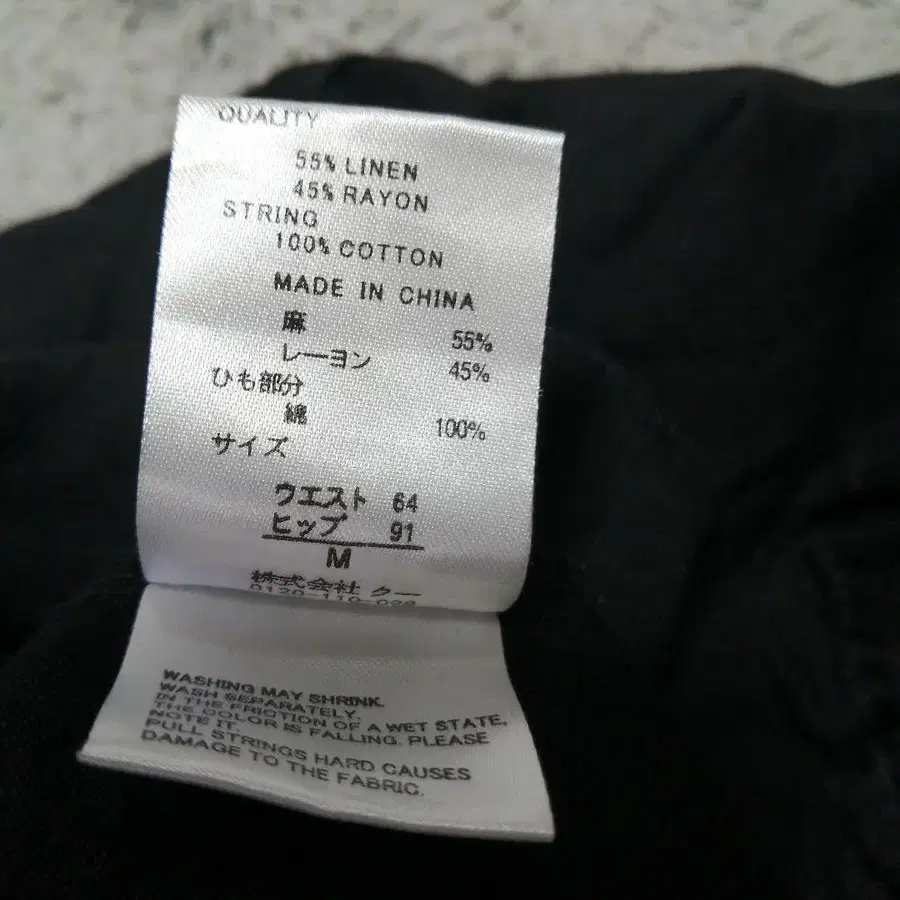 QUALITY
55% LINEN
45% RAYON
STRING
100% COTTON
MADE IN CHINA
麻 55%
レーヨン 45%
ひも部分
綿 100%
サイズ
ウエスト 64
ヒップ 91
M
株式会社 クー
0120-110-028
WASHING MAY SHRINK.
WASH SEPARATELY.
IN THE FRICTION OF A WET STATE.
THE COLOR IS FALLING. PLEASE
NOTE IT.
PULL STRINGS HARD CAUSES
DAMAGE TO THE FABRIC.